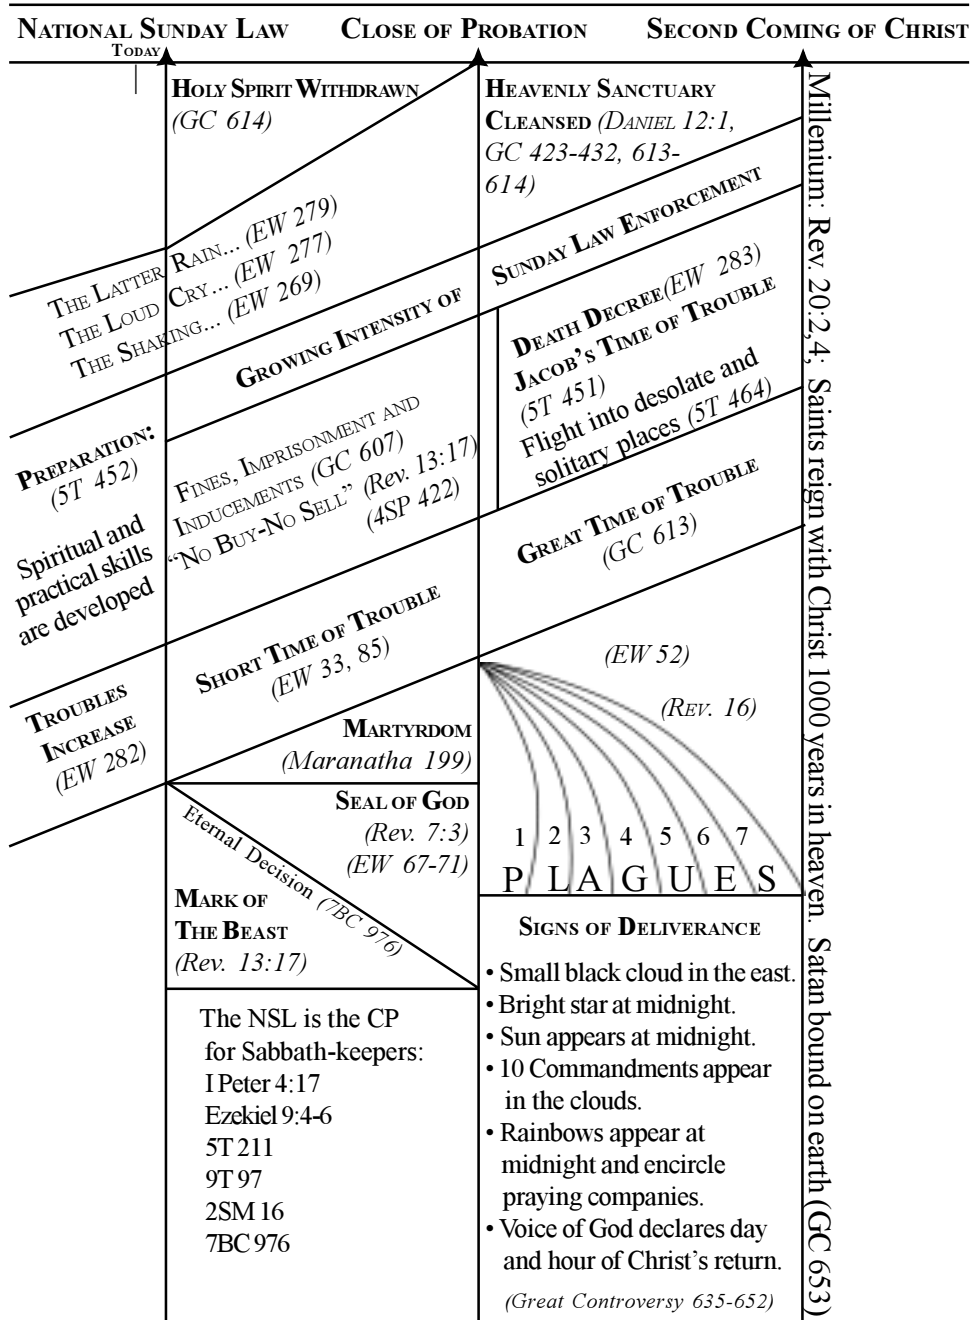 NATIONAL SUNDAY LAW
CLOSE OF PROBATION
SECOND COMING OF CHRIST
TODAY
HOLY SPIRIT WITHDRAWN
(GC 614)
HEAVENLY SANCTUARY
CLEANSED (DANIEL 12:1,
GC 423-432, 613-
614)
THE LATTER RAIN... (EW 279)
THE LOUD CRY... (EW 277)
THE SHAKING... (EW 269)
GROWING INTENSITY OF SUNDAY LAW ENFORCEMENT
PREPARATION:
(5T 452)
Spiritual and
practical skills
are developed
FINES, IMPRISONMENT AND
INDUCEMENTS (GC 607)
“NO BUY-NO SELL” (Rev. 13:17)
(4SP 422)
DEATH DECREE (EW 283)
JACOB’S TIME OF TROUBLE
(5T 451)
Flight into desolate and
solitary places (5T 464)
TROUBLES
INCREASE
(EW 282)
SHORT TIME OF TROUBLE
(EW 33, 85)
GREAT TIME OF TROUBLE
(GC 613)
MARTYRDOM
(Maranatha 199)
SEAL OF GOD
(Rev. 7:3)
(EW 67-71)
Eternal Decision (7BC 976)
MARK OF
THE BEAST
(Rev. 13:17)
The NSL is the CP
for Sabbath-keepers:
I Peter 4:17
Ezekiel 9:4-6
5T 211
9T 97
2SM 16
7BC 976
(EW 52)
(REV. 16)
1 2 3 4 5 6 7
P L A G U E S
SIGNS OF DELIVERANCE
• Small black cloud in the east.
• Bright star at midnight.
• Sun appears at midnight.
• 10 Commandments appear
in the clouds.
• Rainbows appear at
midnight and encircle
praying companies.
• Voice of God declares day
and hour of Christ’s return.
(Great Controversy 635-652)
Millenium: Rev. 20:2,4; Saints reign with Christ 1000 years in heaven. Satan bound on earth (GC 653)